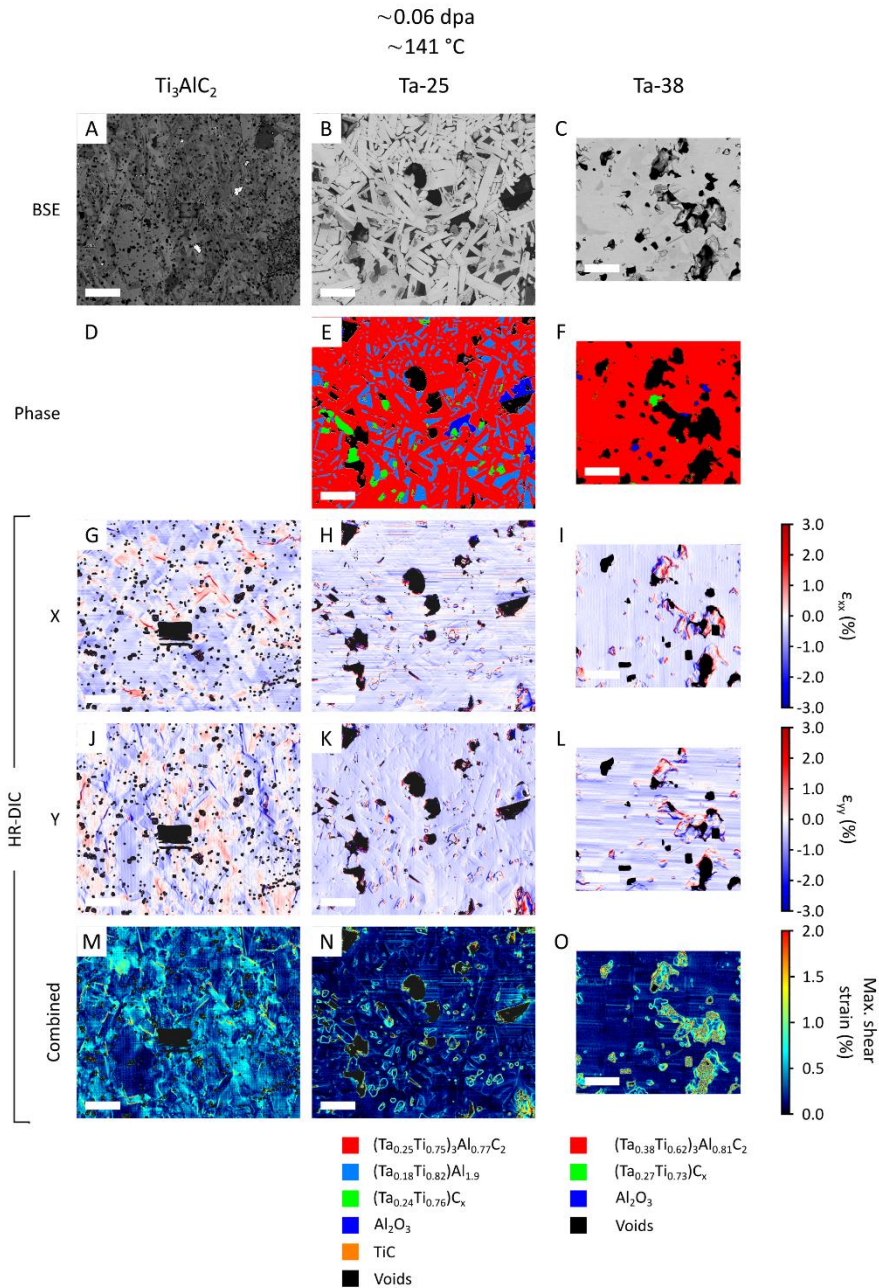 ~0.06 dpa
~141 °C
Ti₃AlC₂ Ta-25 Ta-38
A B C
BSE
D E F
Phase
G H I
X
3.0
2.0
1.0
0.0
-1.0
-2.0
-3.0
εxx (%)
J K L
Y
HR-DIC
3.0
2.0
1.0
0.0
-1.0
-2.0
-3.0
εyy (%)
M N O
Combined
2.0
1.5
1.0
0.5
0.0
Max. shear
strain (%)
(Ta₀.₂₅Ti₀.₇₅)₃Al₀.₇₇C₂ (Ta₀.₃₈Ti₀.₆₂)₃Al₀.₈₁C₂
(Ta₀.₁₈Ti₀.₈₂)Al₁.₉ (Ta₀.₂₇Ti₀.₇₃)Cₓ
(Ta₀.₂₄Ti₀.₇₆)Cₓ Al₂O₃
Al₂O₃ Voids
TiC
Voids